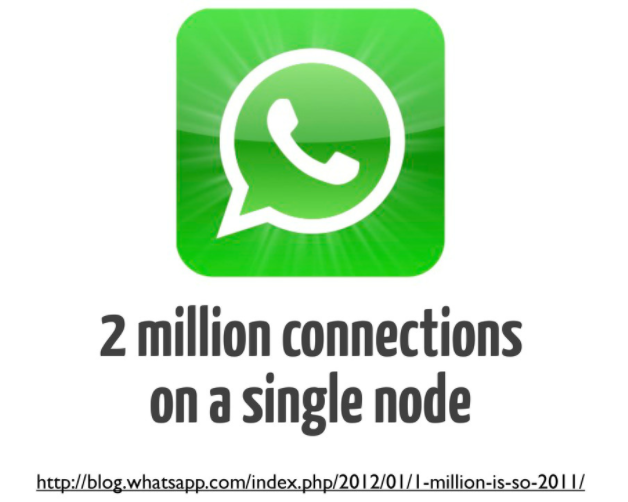 2 million connections
on a single node
http://blog.whatsapp.com/index.php/2012/01/1-million-is-so-2011/